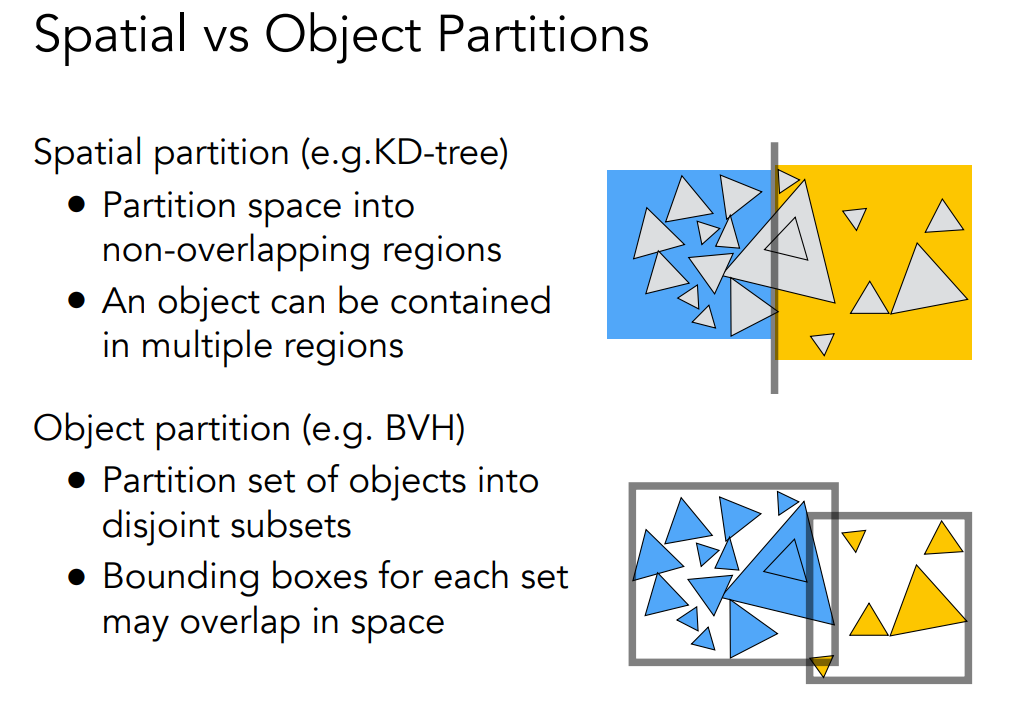 Spatial vs Object Partitions
Spatial partition (e.g.KD-tree)
● Partition space into
non-overlapping regions
● An object can be contained
in multiple regions
Object partition (e.g. BVH)
● Partition set of objects into
disjoint subsets
● Bounding boxes for each set
may overlap in space